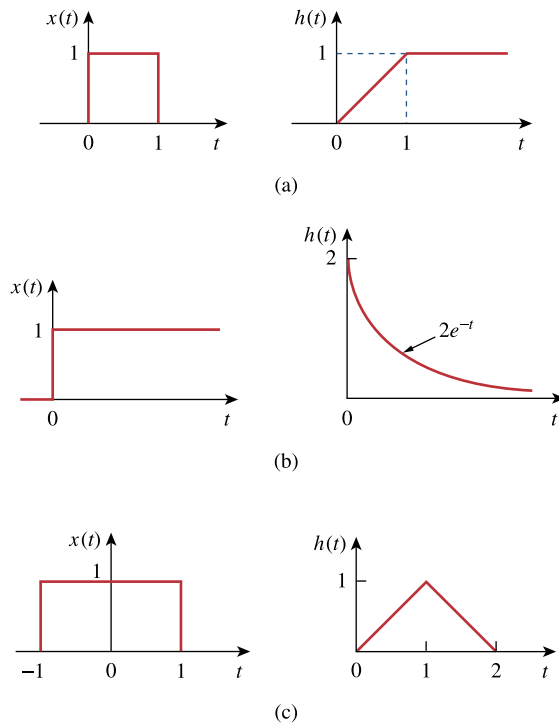 x(t) h(t)
1 1
0 1 t 0 1 t
(a)
h(t)
2
x(t)
1 2e⁻ᵗ
0 t 0 t
(b)
x(t) h(t)
1 1
−1 0 1 t 0 1 2 t
(c)